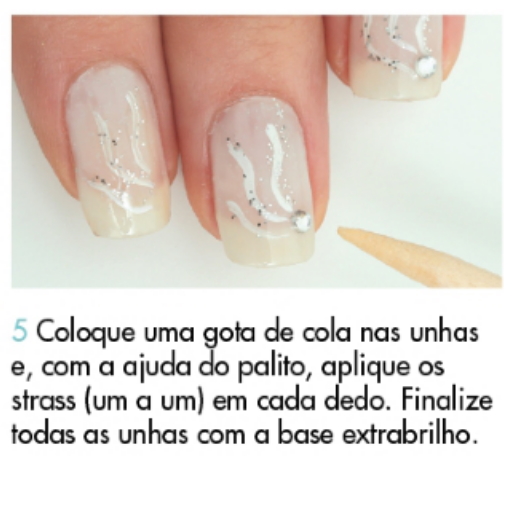 5 Coloque uma gota de cola nas unhas
e, com a ajuda do palito, aplique os
strass (um a um) em cada dedo. Finalize
todas as unhas com a base extrabrilho.